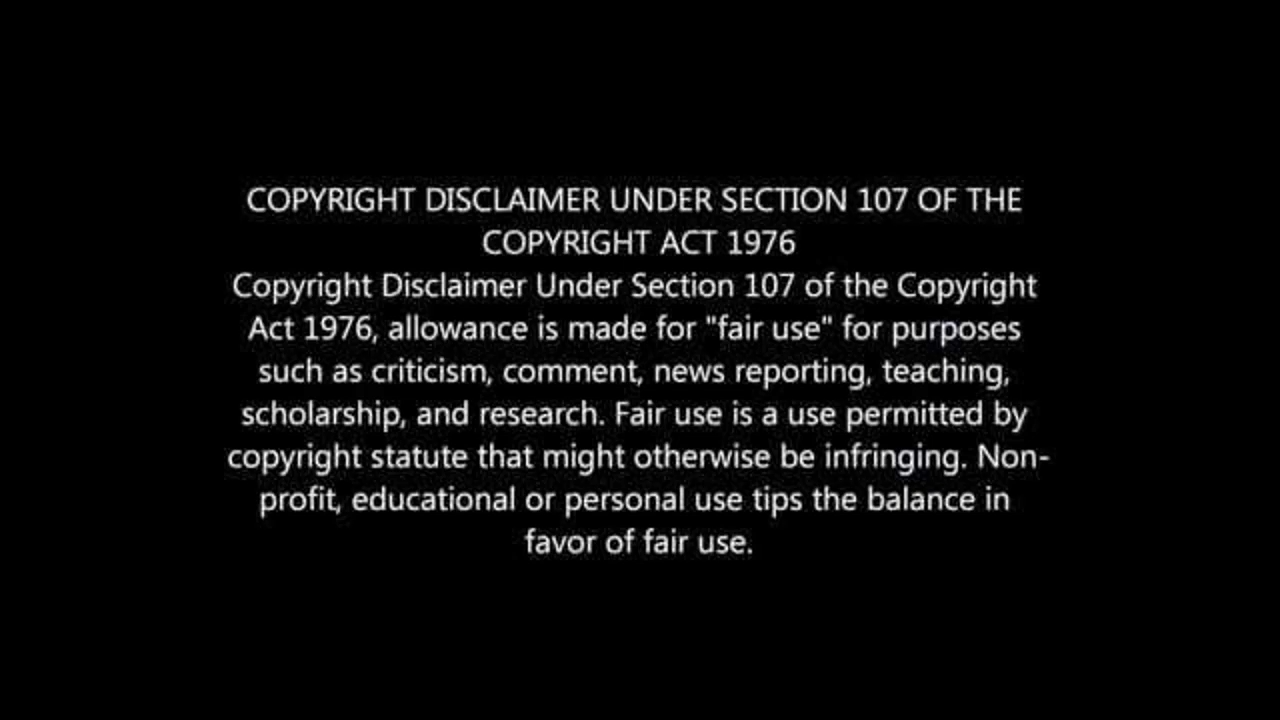 COPYRIGHT DISCLAIMER UNDER SECTION 107 OF THE
COPYRIGHT ACT 1976
Copyright Disclaimer Under Section 107 of the Copyright
Act 1976, allowance is made for "fair use" for purposes
such as criticism, comment, news reporting, teaching,
scholarship, and research. Fair use is a use permitted by
copyright statute that might otherwise be infringing. Non-
profit, educational or personal use tips the balance in
favor of fair use.